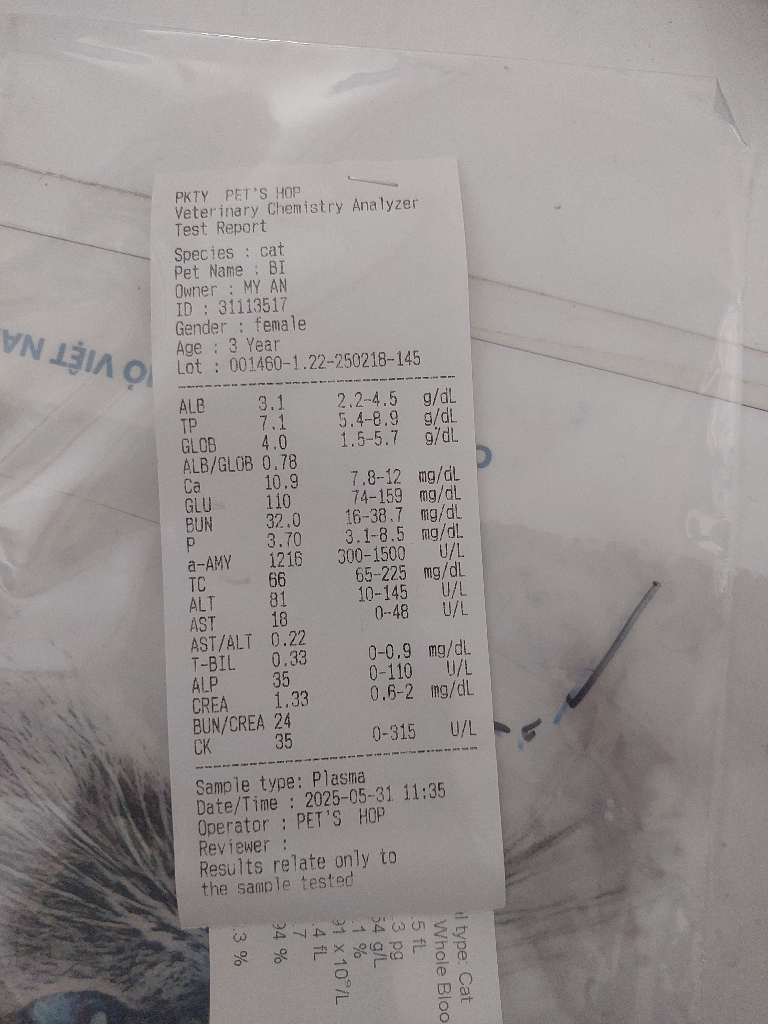 PKTY PET'S HOP
Veterinary Chemistry Analyzer
Test Report
Species : cat
Pet Name : BI
Owner : MY AN
ID : 31113517
Gender : female
Age : 3 Year
Lot : 001460-1.22-250218-145
ALB 3.1 2.2-4.5 g/dL
TP 7.1 5.4-8.9 g/dL
GLOB 4.0 1.5-5.7 g/dL
ALB/GLOB 0.78
Ca 10.9 7.8-12 mg/dL
GLU 110 74-159 mg/dL
BUN 32.0 16-38.7 mg/dL
P 3.70 3.1-8.5 mg/dL
a-AMY 1216 300-1500 U/L
TC 66 65-225 mg/dL
ALT 81 10-145 U/L
AST 18 0-48 U/L
AST/ALT 0.22
T-BIL 0.33 0-0.9 mg/dL
ALP 35 0-110 U/L
CREA 1.33 0.6-2 mg/dL
BUN/CREA 24
CK 35 0-315 U/L
Sample type: Plasma
Date/Time : 2025-05-31 11:35
Operator : PET'S HOP
Reviewer :
Results relate only to
the sample tested
type: Cat
Whole Bloo
.5 fL
.3 pg
54 g/L
.1 %
91 x 10^9/L
.4 fL
.7
94 %
.3 %
VIỆT